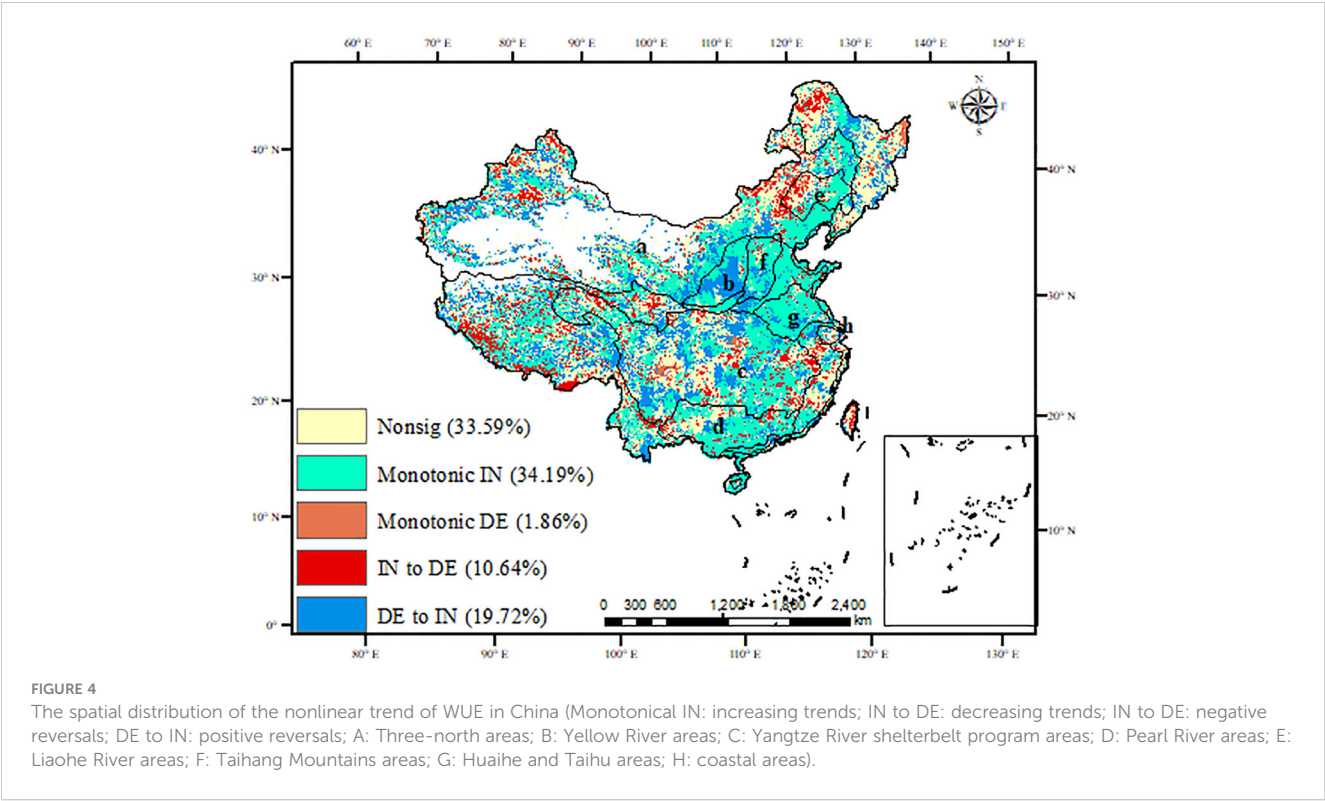 60° E 70° E 80° E 90° E 100° E 110° E 120° E 130° E 140° E 150° E
N
W E
S
40° N
40° N
e
a
f
30° N
b
30° N
g
h
c
20° N
20° N
d
Nonsig (33.59%)
Monotonic IN (34.19%)
Monotonic DE (1.86%)
10° N
10° N
IN to DE (10.64%)
DE to IN (19.72%)
0 300 600 1,200 1,800 2,400
km
0°
80° E 90° E 100° E 110° E 120° E 130° E
FIGURE 4
The spatial distribution of the nonlinear trend of WUE in China (Monotonical IN: increasing trends; IN to DE: decreasing trends; IN to DE: negative
reversals; DE to IN: positive reversals; A: Three-north areas; B: Yellow River areas; C: Yangtze River shelterbelt program areas; D: Pearl River areas; E:
Liaohe River areas; F: Taihang Mountains areas; G: Huaihe and Taihu areas; H: coastal areas).